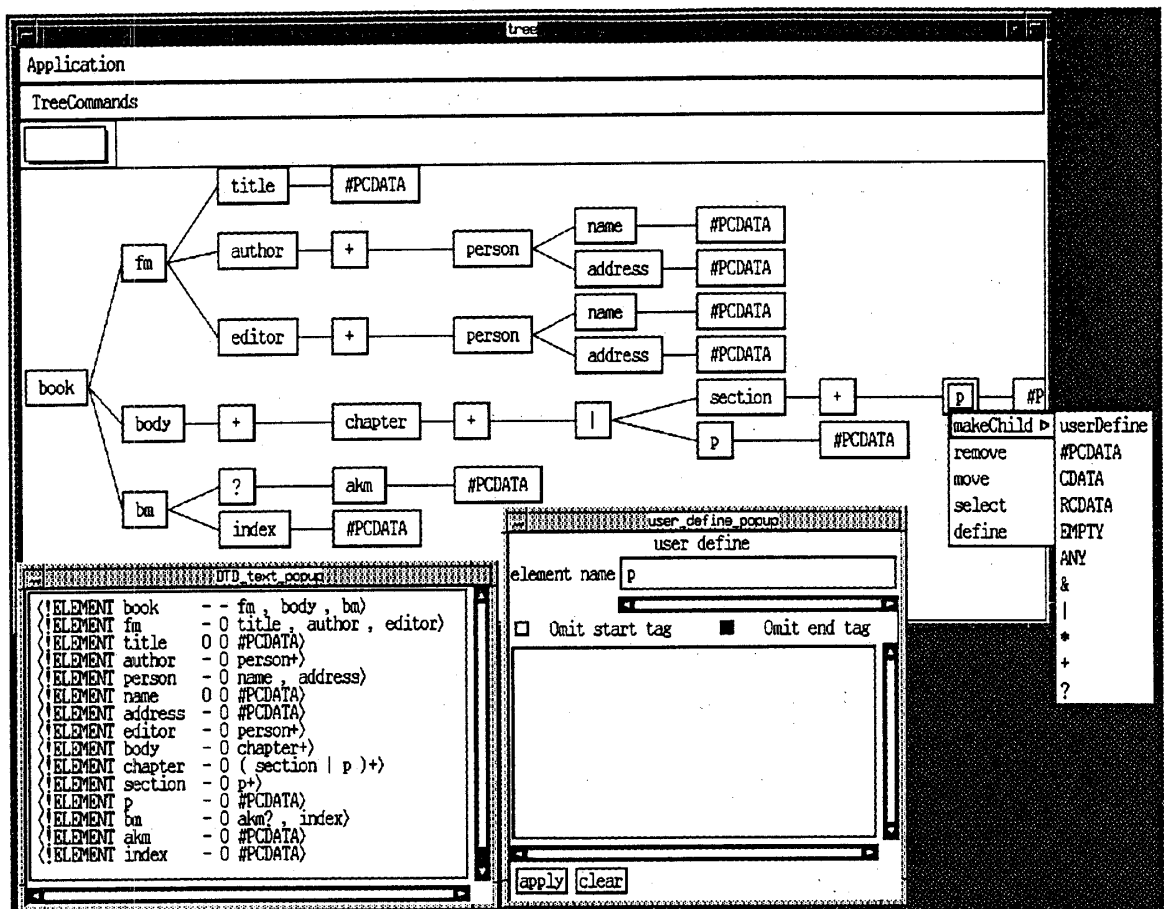 tree
Application
TreeCommands
title #PCDATA
name #PCDATA
author + person
fm
address #PCDATA
name #PCDATA
editor + person
address #PCDATA
book
section + p #P
body + chapter + |
p #PCDATA
makeChild userDefine
remove #PCDATA
move CDATA
select RCDATA
define EMPTY
ANY
&
|
*
+
?
? akm #PCDATA
bm
index #PCDATA
user_define_popup
user define
element name p
Omit start tag Omit end tag
apply clear
DTD_text_popup
<!ELEMENT book - - fm , body , bm>
<!ELEMENT fm - O title , author , editor>
<!ELEMENT title O O #PCDATA>
<!ELEMENT author - O person+>
<!ELEMENT person - O name , address>
<!ELEMENT name O O #PCDATA>
<!ELEMENT address - O #PCDATA>
<!ELEMENT editor - O person+>
<!ELEMENT body - O chapter+>
<!ELEMENT chapter - O ( section | p )+>
<!ELEMENT section - O p+>
<!ELEMENT p - O #PCDATA>
<!ELEMENT bm - O akm? , index>
<!ELEMENT akm - O #PCDATA>
<!ELEMENT index - O #PCDATA>